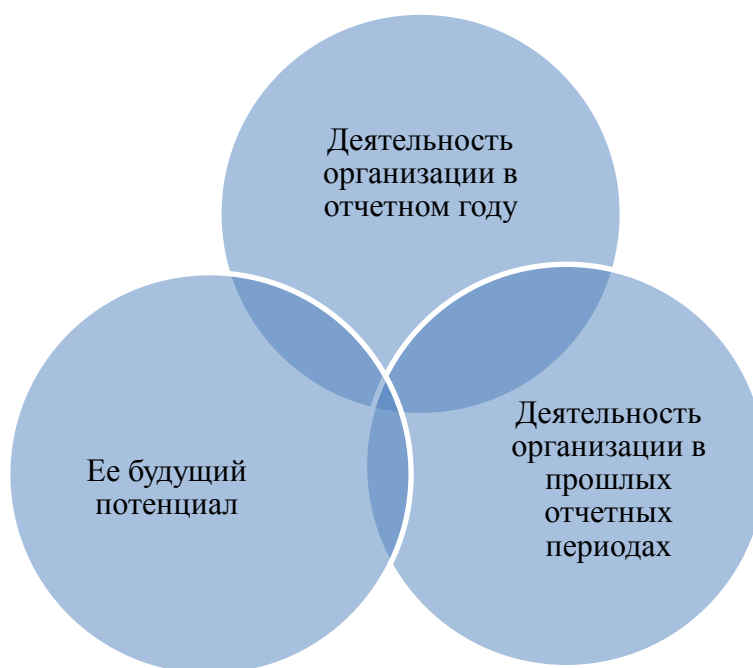 Деятельность
организации в
отчетном году
Ее будущий
потенциал
Деятельность
организации в
прошлых
отчетных
периодах